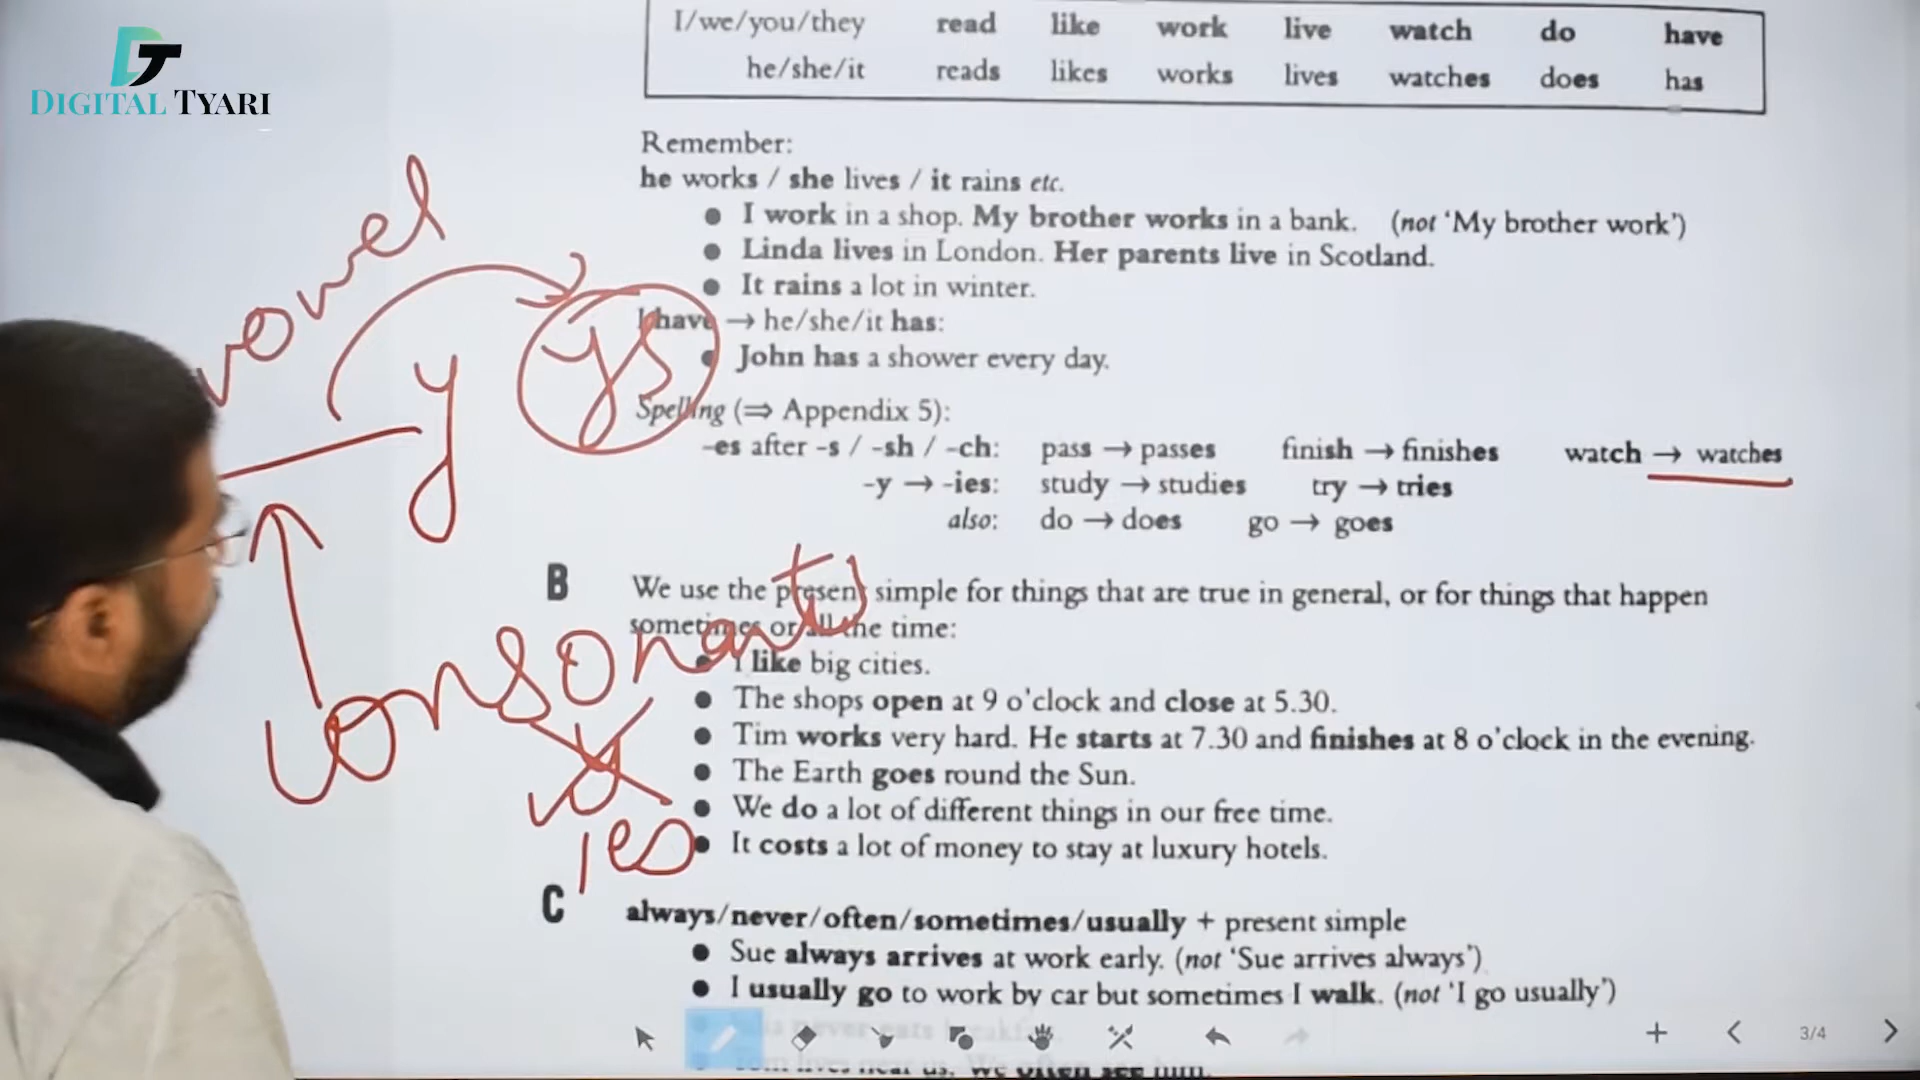 DIGITAL TYARI
I/we/you/they read like work live watch do have
he/she/it reads likes works lives watches does has
Remember:
he works / she lives / it rains etc.
● I work in a shop. My brother works in a bank. (not ‘My brother work’)
● Linda lives in London. Her parents live in Scotland.
● It rains a lot in winter.
I have → he/she/it has:
● John has a shower every day.
Spelling (⇒ Appendix 5):
-es after -s / -sh / -ch: pass → passes finish → finishes watch → watches
-y → -ies: study → studies try → tries
also: do → does go → goes
vowel
y ys
consonants
y
ies
B We use the present simple for things that are true in general, or for things that happen
sometimes or all the time:
● I like big cities.
● The shops open at 9 o'clock and close at 5.30.
● Tim works very hard. He starts at 7.30 and finishes at 8 o'clock in the evening.
● The Earth goes round the Sun.
● We do a lot of different things in our free time.
● It costs a lot of money to stay at luxury hotels.
C always/never/often/sometimes/usually + present simple
● Sue always arrives at work early. (not ‘Sue arrives always’)
● I usually go to work by car but sometimes I walk. (not ‘I go usually’)
never eats
lives near us. We often see him.
3/4